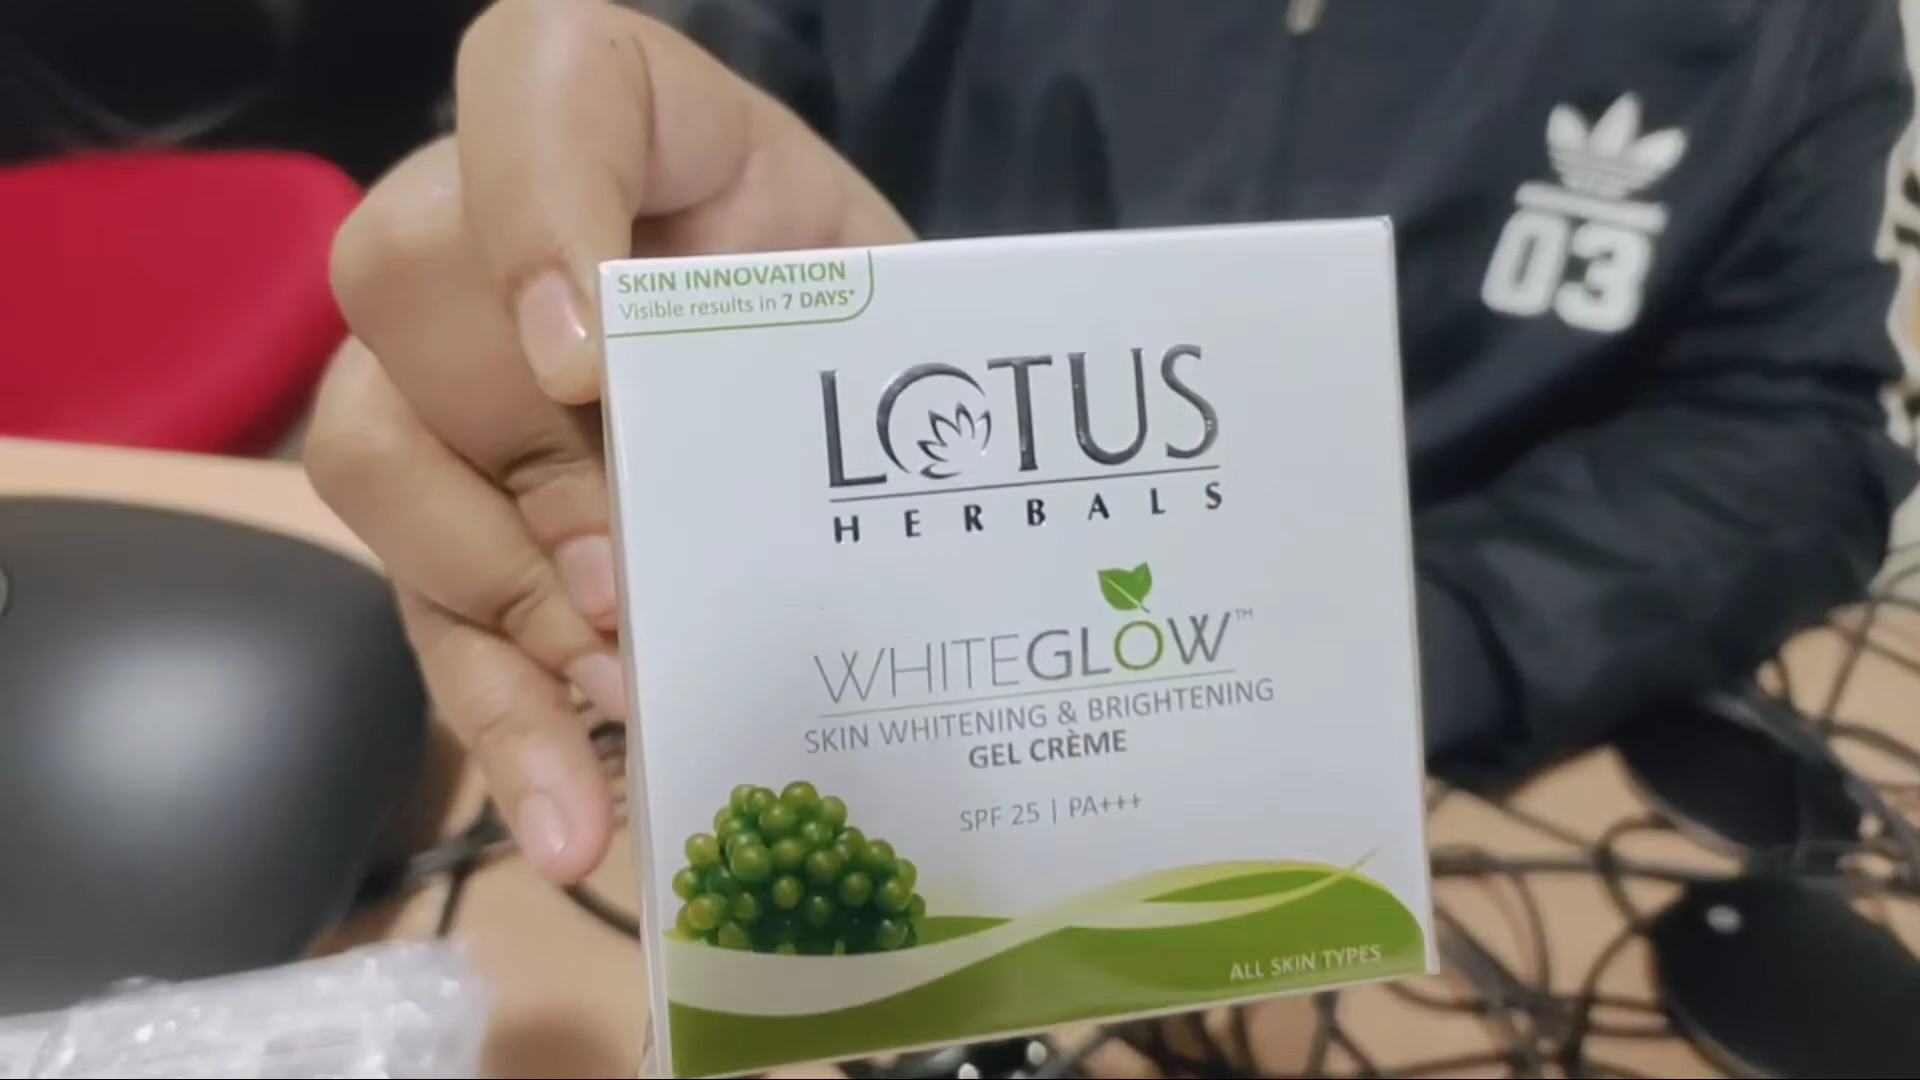 SKIN INNOVATION
Visible results in 7 DAYS*
LOTUS
HERBALS
WHITEGLOW™
SKIN WHITENING & BRIGHTENING
GEL CRÈME
SPF 25 | PA+++
ALL SKIN TYPES
03